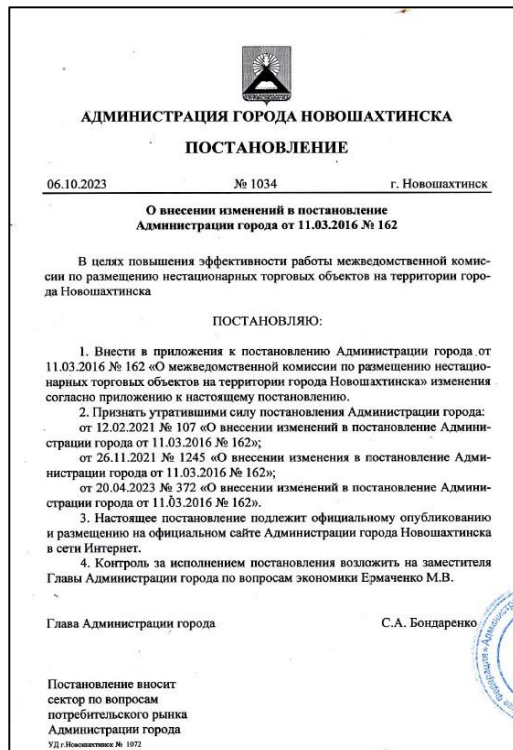 АДМИНИСТРАЦИЯ ГОРОДА НОВОШАХТИНСКА
ПОСТАНОВЛЕНИЕ
06.10.2023 № 1034 г. Новошахтинск
О внесении изменений в постановление
Администрации города от 11.03.2016 № 162
В целях повышения эффективности работы межведомственной комис-
сии по размещению нестационарных торговых объектов на территории горо-
да Новошахтинска
ПОСТАНОВЛЯЮ:
1. Внести в приложения к постановлению Администрации города от
11.03.2016 № 162 «О межведомственной комиссии по размещению нестацио-
нарных торговых объектов на территории города Новошахтинска» изменения
согласно приложению к настоящему постановлению.
2. Признать утратившими силу постановления Администрации города:
от 12.02.2021 № 107 «О внесении изменений в постановление Админи-
страции города от 11.03.2016 № 162»;
от 26.11.2021 № 1245 «О внесении изменения в постановление Адми-
нистрации города от 11.03.2016 № 162»;
от 20.04.2023 № 372 «О внесении изменений в постановление Админи-
страции города от 11.03.2016 № 162».
3. Настоящее постановление подлежит официальному опубликованию
и размещению на официальном сайте Администрации города Новошахтинска
в сети Интернет.
4. Контроль за исполнением постановления возложить на заместителя
Главы Администрации города по вопросам экономики Ермаченко М.В.
Глава Администрации города С.А. Бондаренко
Постановление вносит
сектор по вопросам
потребительского рынка
Администрации города
УД г.Новошахтинск № 1072